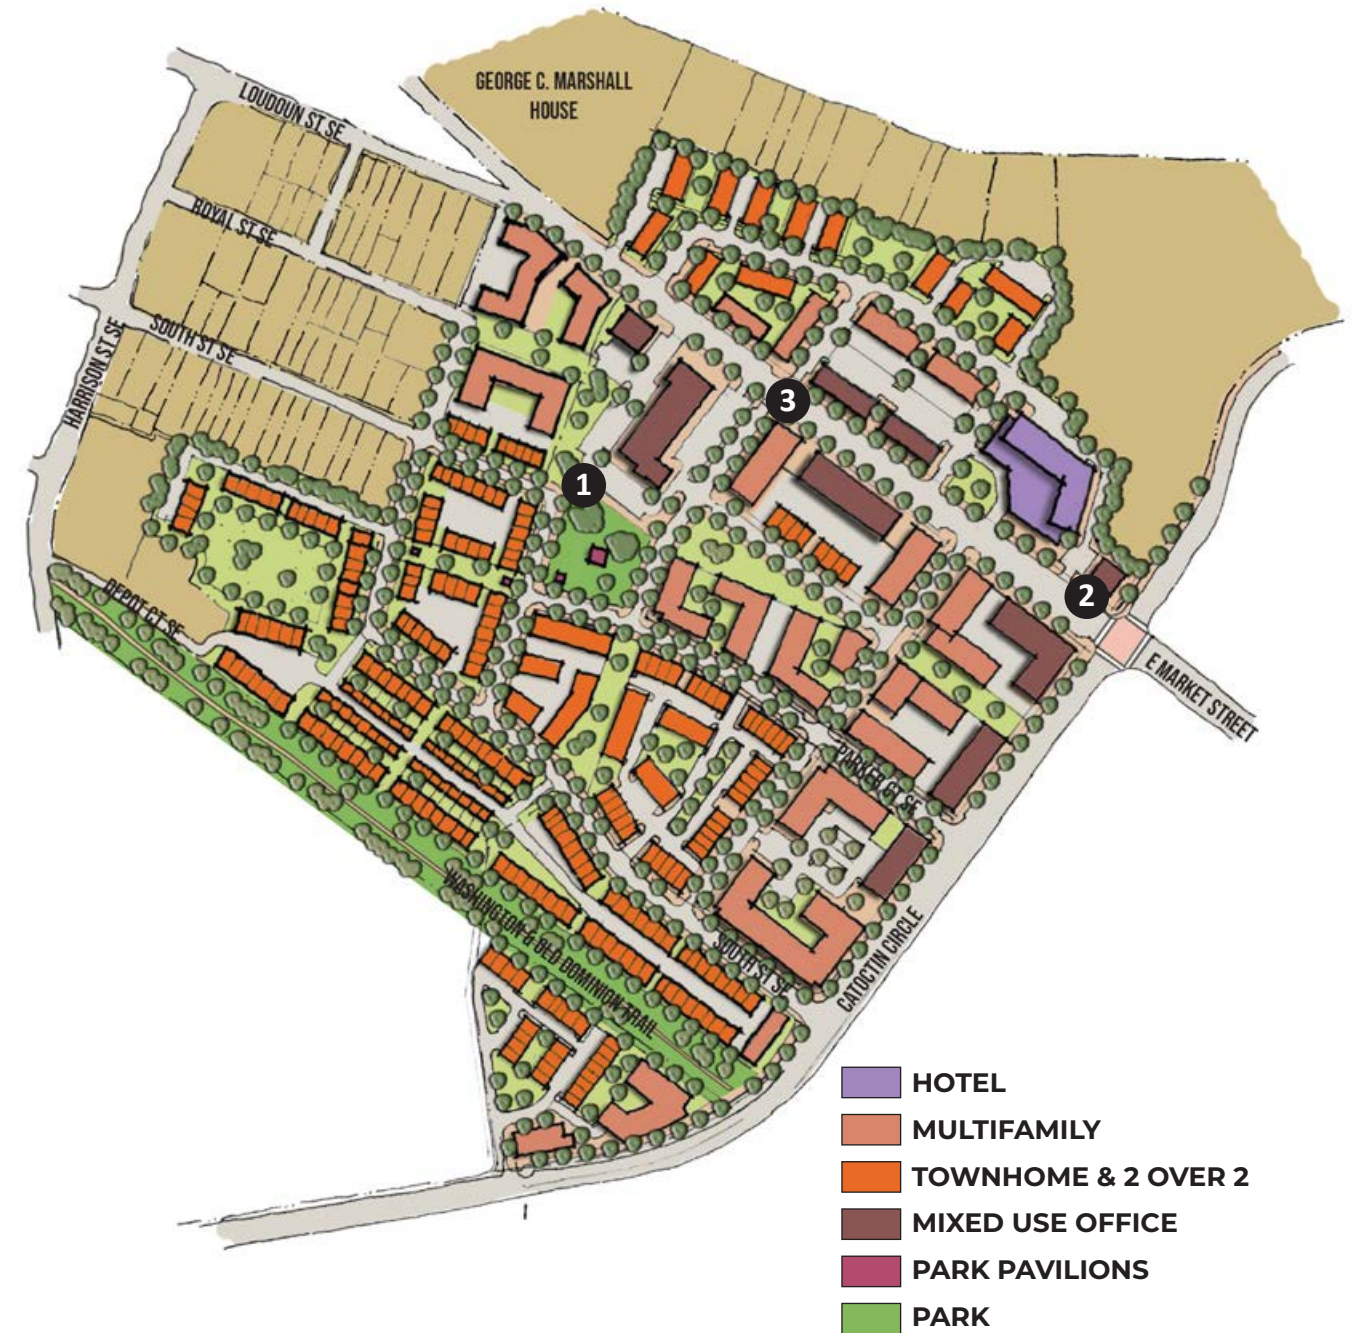 GEORGE C. MARSHALL
HOUSE
LOUDOUN ST SE
ROYAL ST SE
SOUTH ST SE
HARRISON ST SE
3
1
2
DEPOT CT SE
E MARKET STREET
PARKER CT SE
WASHINGTON & OLD DOMINION TRAIL
SOUTH ST SE
CATOCTIN CIRCLE
HOTEL
MULTIFAMILY
TOWNHOME & 2 OVER 2
MIXED USE OFFICE
PARK PAVILIONS
PARK